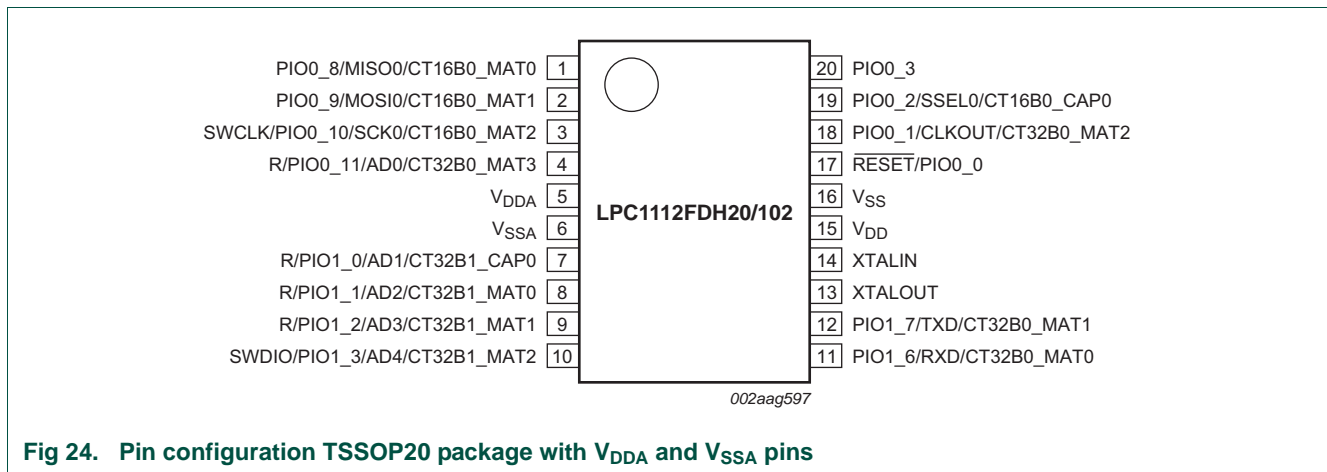 PIO0_8/MISO0/CT16B0_MAT0 1
PIO0_9/MOSI0/CT16B0_MAT1 2
SWCLK/PIO0_10/SCK0/CT16B0_MAT2 3
R/PIO0_11/AD0/CT32B0_MAT3 4
VDDA 5
VSSA 6
R/PIO1_0/AD1/CT32B1_CAP0 7
R/PIO1_1/AD2/CT32B1_MAT0 8
R/PIO1_2/AD3/CT32B1_MAT1 9
SWDIO/PIO1_3/AD4/CT32B1_MAT2 10
LPC1112FDH20/102
20 PIO0_3
19 PIO0_2/SSEL0/CT16B0_CAP0
18 PIO0_1/CLKOUT/CT32B0_MAT2
17 RESET/PIO0_0
16 VSS
15 VDD
14 XTALIN
13 XTALOUT
12 PIO1_7/TXD/CT32B0_MAT1
11 PIO1_6/RXD/CT32B0_MAT0
002aag597
Fig 24. Pin configuration TSSOP20 package with VDDA and VSSA pins